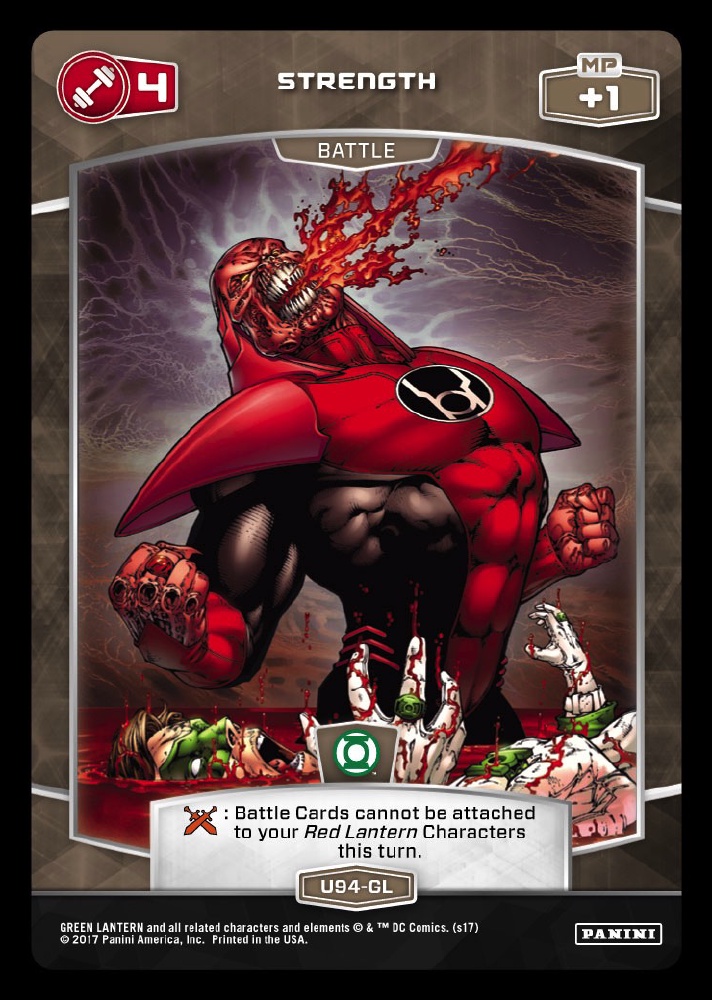 4
STRENGTH
MP
+1
BATTLE
: Battle Cards cannot be attached
to your Red Lantern Characters
this turn.
U94-GL
GREEN LANTERN and all related characters and elements © & ™ DC Comics. (s17)
© 2017 Panini America, Inc. Printed in the USA.
PANINI